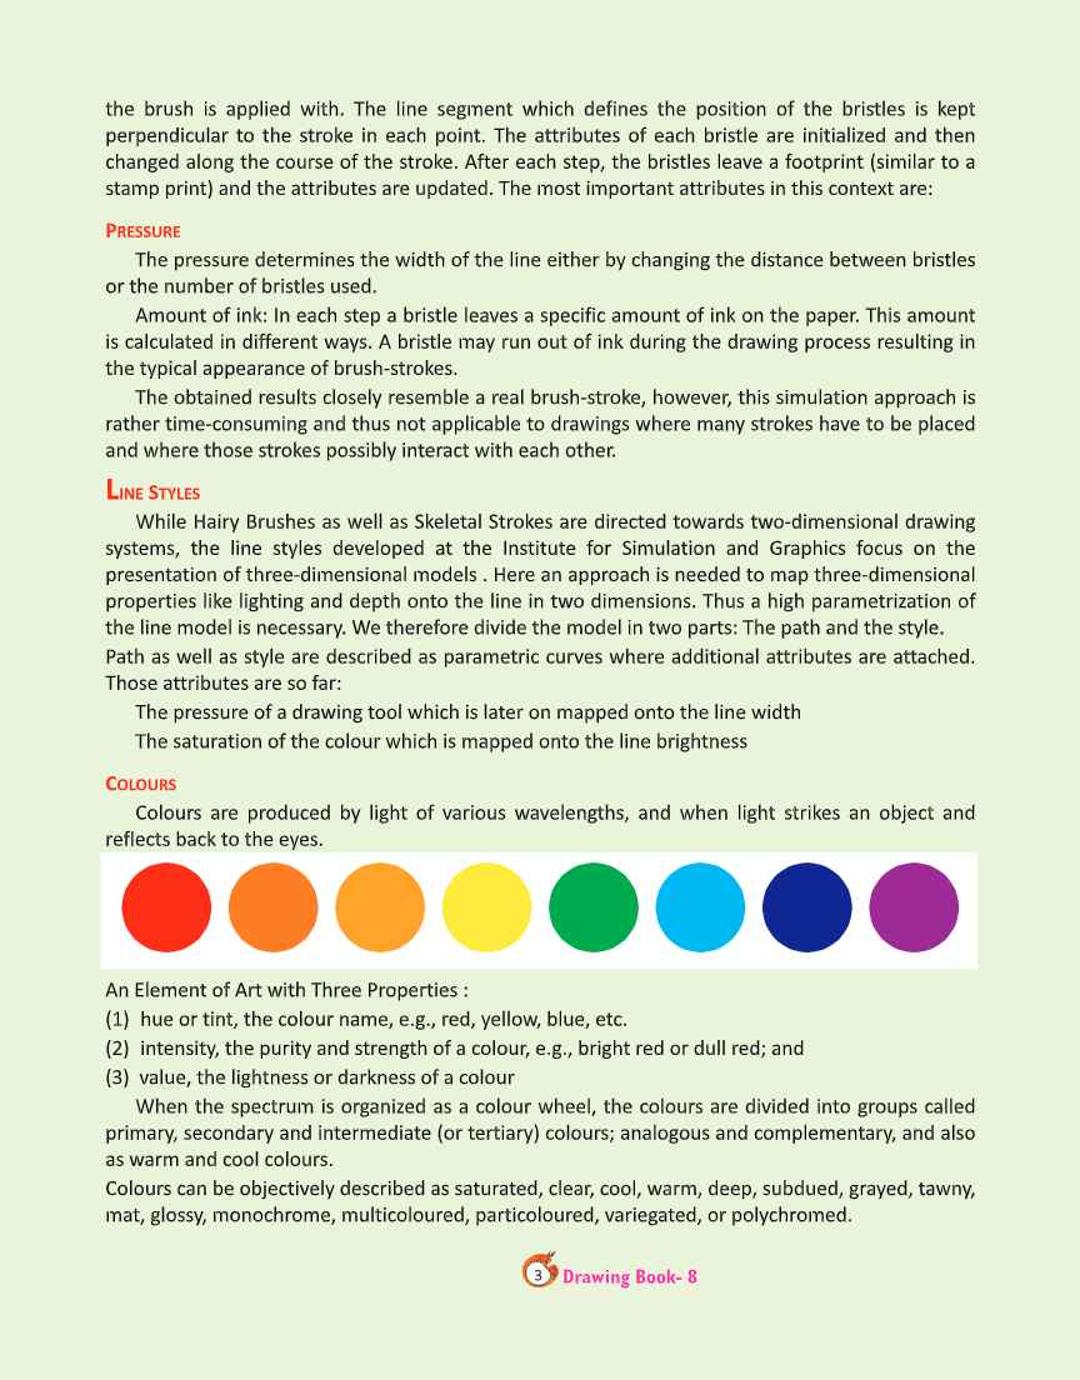 the brush is applied with. The line segment which defines the position of the bristles is kept
perpendicular to the stroke in each point. The attributes of each bristle are initialized and then
changed along the course of the stroke. After each step, the bristles leave a footprint (similar to a
stamp print) and the attributes are updated. The most important attributes in this context are:
PRESSURE
The pressure determines the width of the line either by changing the distance between bristles
or the number of bristles used.
Amount of ink: In each step a bristle leaves a specific amount of ink on the paper. This amount
is calculated in different ways. A bristle may run out of ink during the drawing process resulting in
the typical appearance of brush-strokes.
The obtained results closely resemble a real brush-stroke, however, this simulation approach is
rather time-consuming and thus not applicable to drawings where many strokes have to be placed
and where those strokes possibly interact with each other.
LINE STYLES
While Hairy Brushes as well as Skeletal Strokes are directed towards two-dimensional drawing
systems, the line styles developed at the Institute for Simulation and Graphics focus on the
presentation of three-dimensional models . Here an approach is needed to map three-dimensional
properties like lighting and depth onto the line in two dimensions. Thus a high parametrization of
the line model is necessary. We therefore divide the model in two parts: The path and the style.
Path as well as style are described as parametric curves where additional attributes are attached.
Those attributes are so far:
The pressure of a drawing tool which is later on mapped onto the line width
The saturation of the colour which is mapped onto the line brightness
COLOURS
Colours are produced by light of various wavelengths, and when light strikes an object and
reflects back to the eyes.
An Element of Art with Three Properties :
(1) hue or tint, the colour name, e.g., red, yellow, blue, etc.
(2) intensity, the purity and strength of a colour, e.g., bright red or dull red; and
(3) value, the lightness or darkness of a colour
When the spectrum is organized as a colour wheel, the colours are divided into groups called
primary, secondary and intermediate (or tertiary) colours; analogous and complementary, and also
as warm and cool colours.
Colours can be objectively described as saturated, clear, cool, warm, deep, subdued, grayed, tawny,
mat, glossy, monochrome, multicoloured, particoloured, variegated, or polychromed.
3 Drawing Book- 8